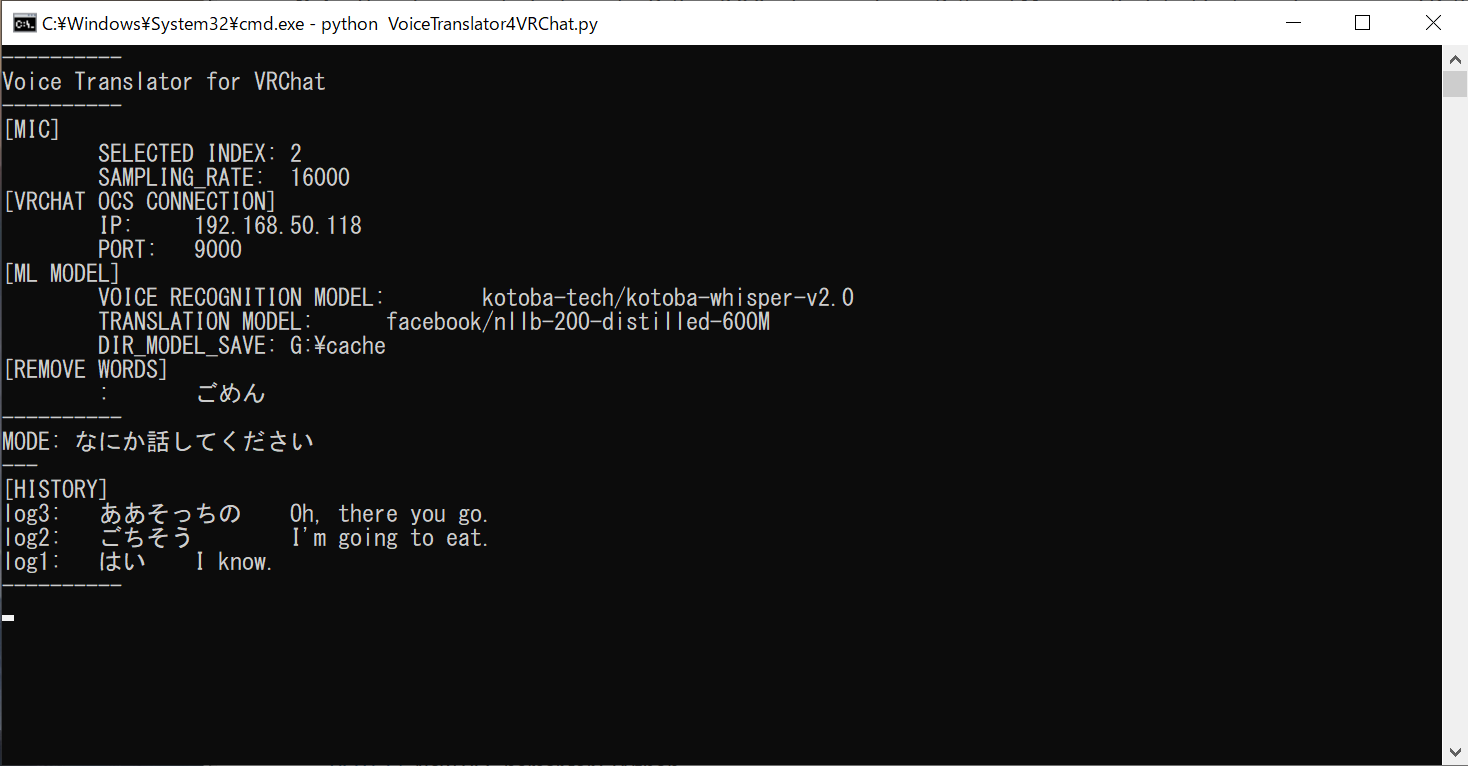 C:¥Windows¥System32¥cmd.exe - python  VoiceTranslator4VRChat.py
----------
Voice Translator for VRChat
----------
[MIC]
SELECTED INDEX: 2
SAMPLING_RATE:  16000
[VRCHAT OCS CONNECTION]
IP:     192.168.50.118
PORT:   9000
[ML MODEL]
VOICE RECOGNITION MODEL:        kotoba-tech/kotoba-whisper-v2.0
TRANSLATION MODEL:      facebook/nllb-200-distilled-600M
DIR_MODEL_SAVE: G:¥cache
[REMOVE WORDS]
:       ごめん
----------
MODE: なにか話してください
---
[HISTORY]
log3:   ああそっちの    Oh, there you go.
log2:   ごちそう        I'm going to eat.
log1:   はい    I know.
----------